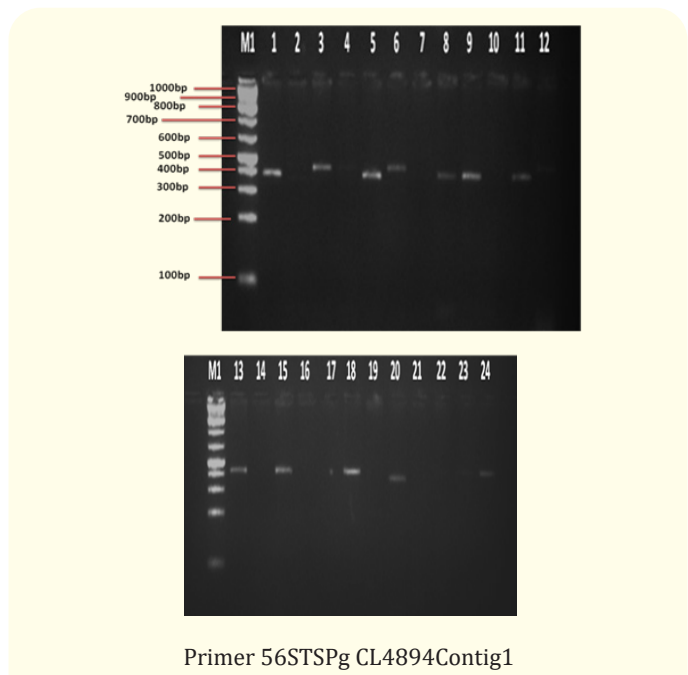 M1 1 2 3 4 5 6 7 8 9 10 11 12
1000bp
900bp
800bp
700bp
600bp
500bp
400bp
300bp
200bp
100bp
M1 13 14 15 16 17 18 19 20 21 22 23 24
Primer 56STSPg CL4894Contig1